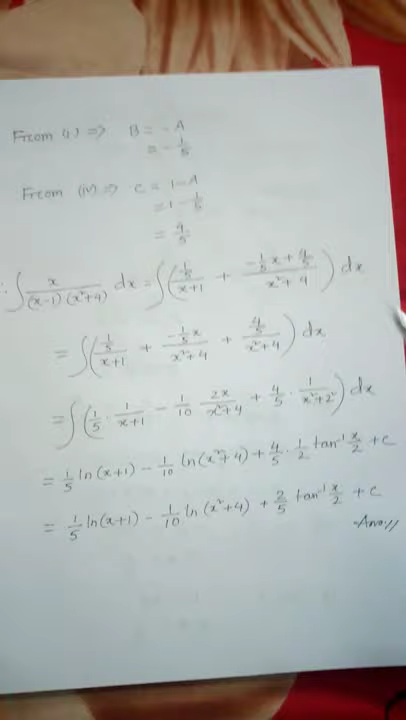 From (i) => B = -A
= -1/5
From (iv) => C = 1-A
= 1 - 1/5
= 4/5
∴ ∫ x/((x-1)(x²+4)) dx = ∫( (1/5)/(x+1) + (-1/5 x + 4/5)/(x²+4) ) dx
= ∫( (1/5)/(x+1) + (-1/5 x)/(x²+4) + (4/5)/(x²+4) ) dx
= ∫( 1/5 · 1/(x+1) - 1/10 2x/(x²+4) + 4/5 · 1/(x²+2²) ) dx
= 1/5 ln(x+1) - 1/10 ln(x²+4) + 4/5 · 1/2 tan⁻¹ x/2 + C
= 1/5 ln(x+1) - 1/10 ln(x²+4) + 2/5 tan⁻¹ x/2 + C
-Ans://